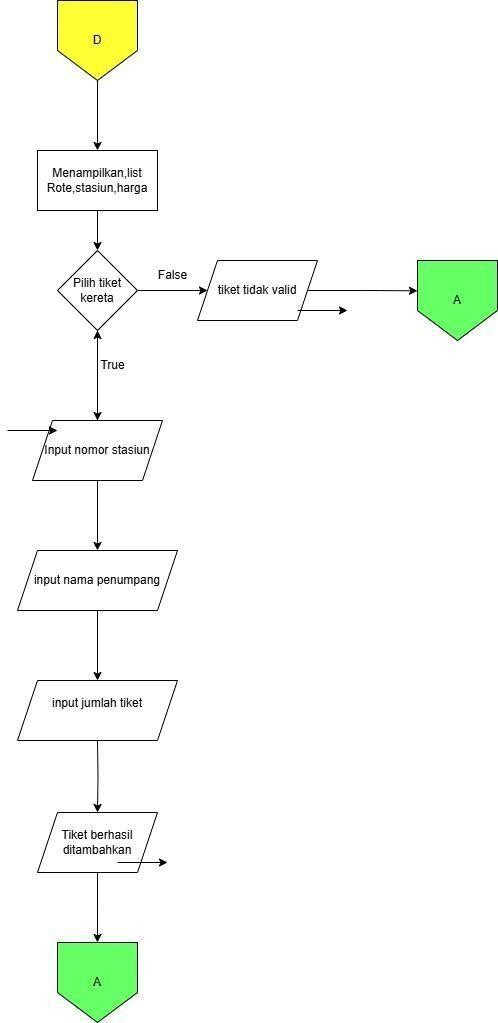 D
Menampilkan,list
Rote,stasiun,harga
Pilih tiket
kereta
False
tiket tidak valid
A
True
Input nomor stasiun
input nama penumpang
input jumlah tiket
Tiket berhasil
ditambahkan
A